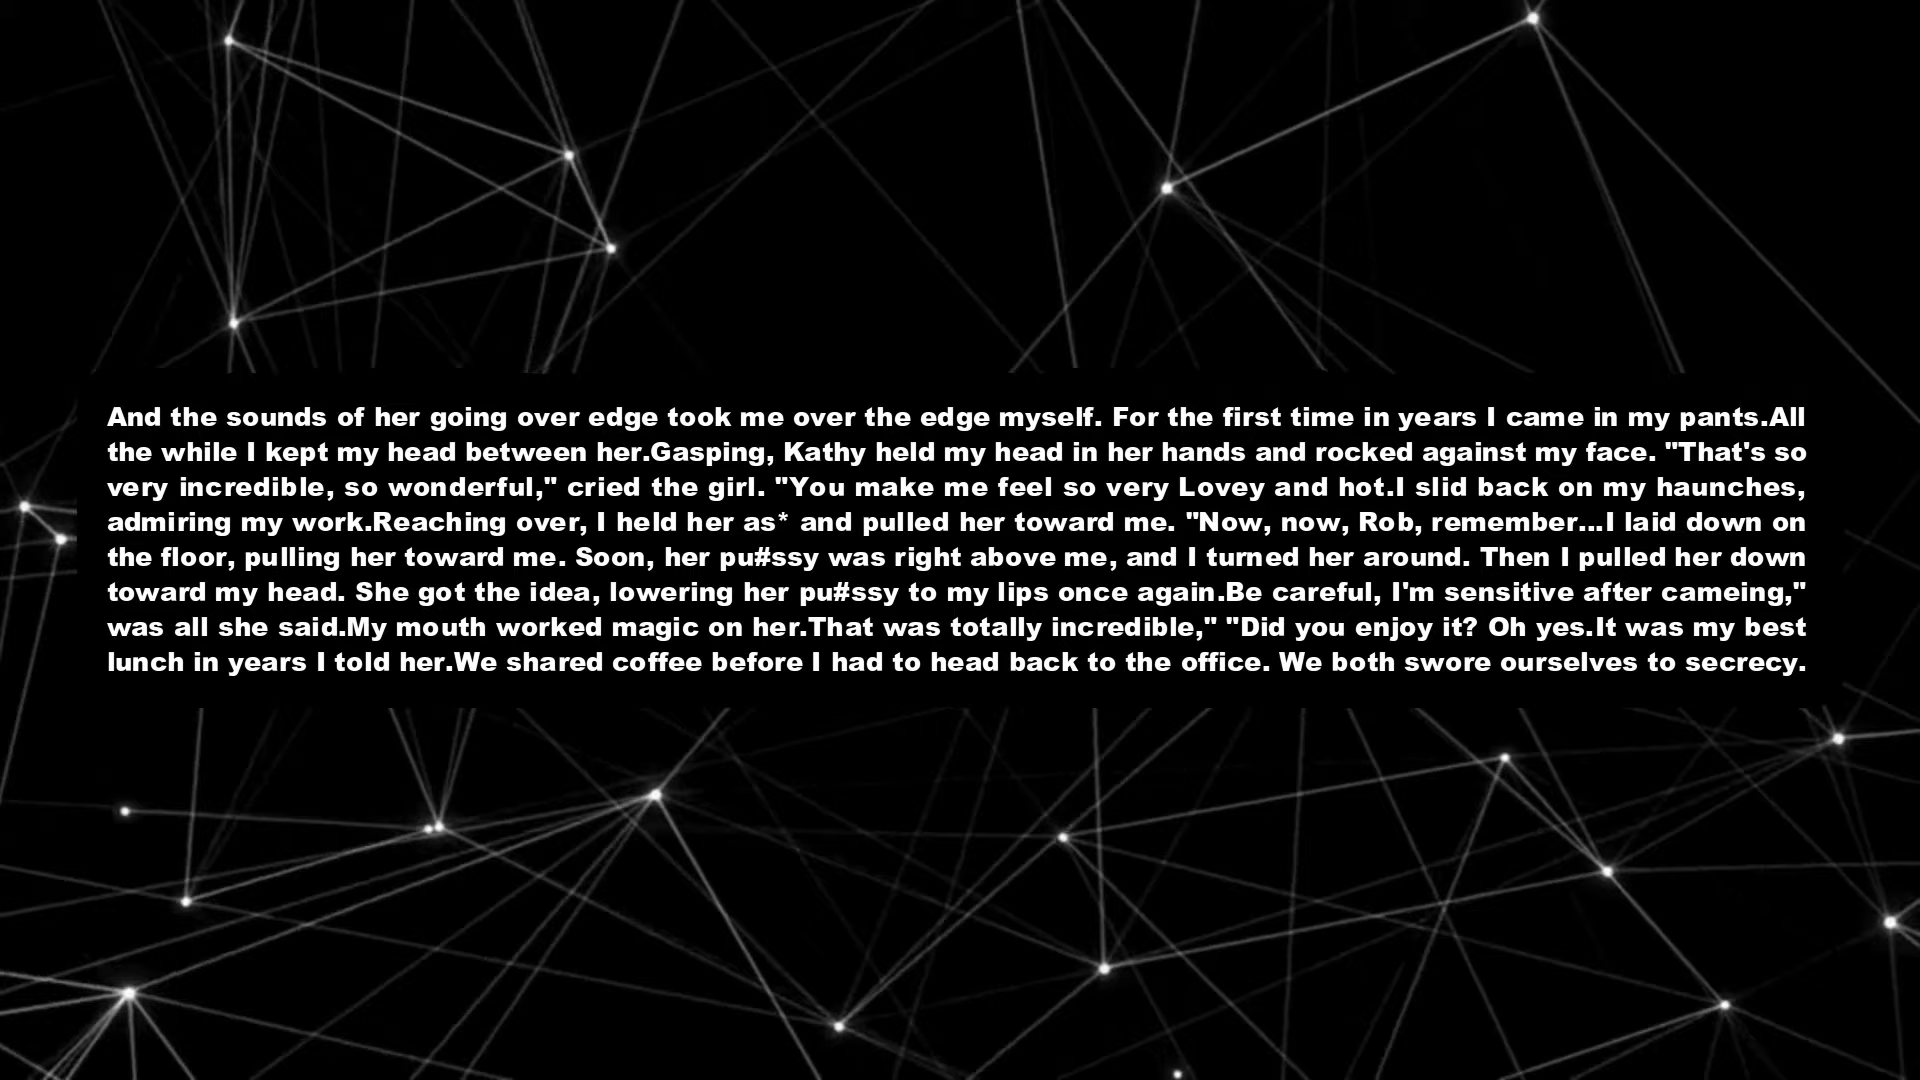 And the sounds of her going over edge took me over the edge myself. For the first time in years I came in my pants.All
the while I kept my head between her.Gasping, Kathy held my head in her hands and rocked against my face. "That's so
very incredible, so wonderful," cried the girl. "You make me feel so very Lovey and hot.I slid back on my haunches,
admiring my work.Reaching over, I held her as* and pulled her toward me. "Now, now, Rob, remember...I laid down on
the floor, pulling her toward me. Soon, her pu#ssy was right above me, and I turned her around. Then I pulled her down
toward my head. She got the idea, lowering her pu#ssy to my lips once again.Be careful, I'm sensitive after cameing,"
was all she said.My mouth worked magic on her.That was totally incredible," "Did you enjoy it? Oh yes.It was my best
lunch in years I told her.We shared coffee before I had to head back to the office. We both swore ourselves to secrecy.